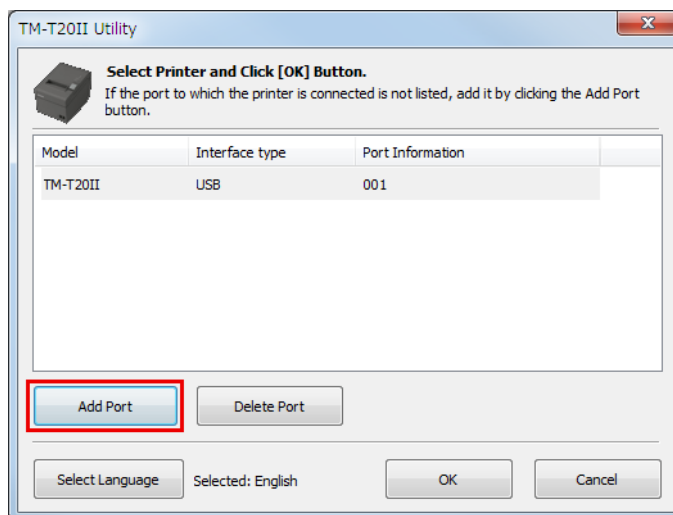 TM-T20II Utility
Select Printer and Click [OK] Button.
If the port to which the printer is connected is not listed, add it by clicking the Add Port
button.
Model Interface type Port Information
TM-T20II USB 001
Add Port Delete Port
Select Language Selected: English OK Cancel